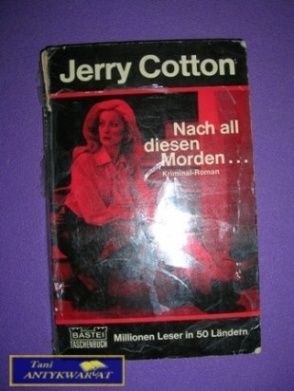 Jerry Cotton
Nach all
diesen
Morden...
Kriminal-Roman
BASTEI
TASCHENBUCH
Millionen Leser in 50 Ländern
Tani
ANTYKWARIAT